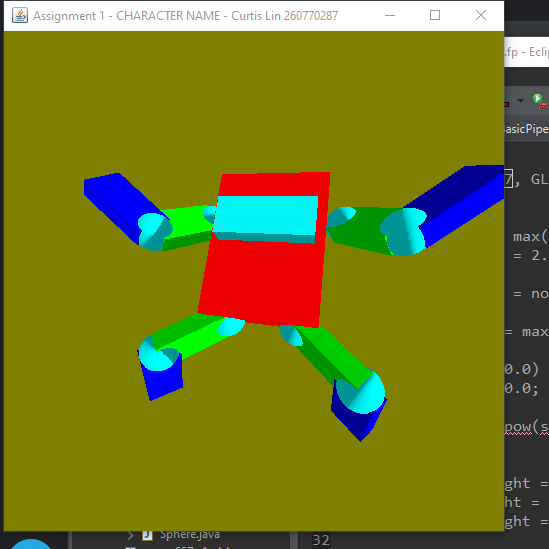 Assignment 1 - CHARACTER NAME - Curtis Lin 260770287
.fp - Ecli
asicPipe
7, GL
max(
= 2.
= no
= max
0.0)
0.0;
pow(s
ght =
ht =
ght =
Sphere.java
32